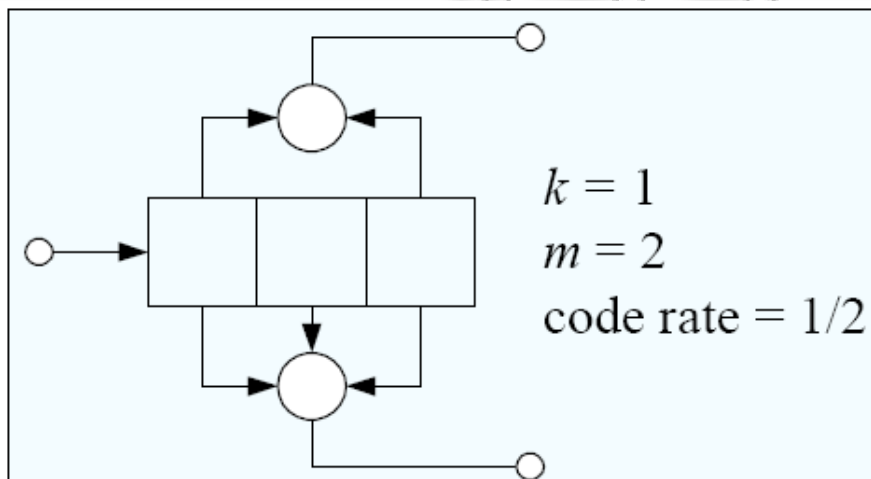 k = 1
m = 2
code rate = 1/2